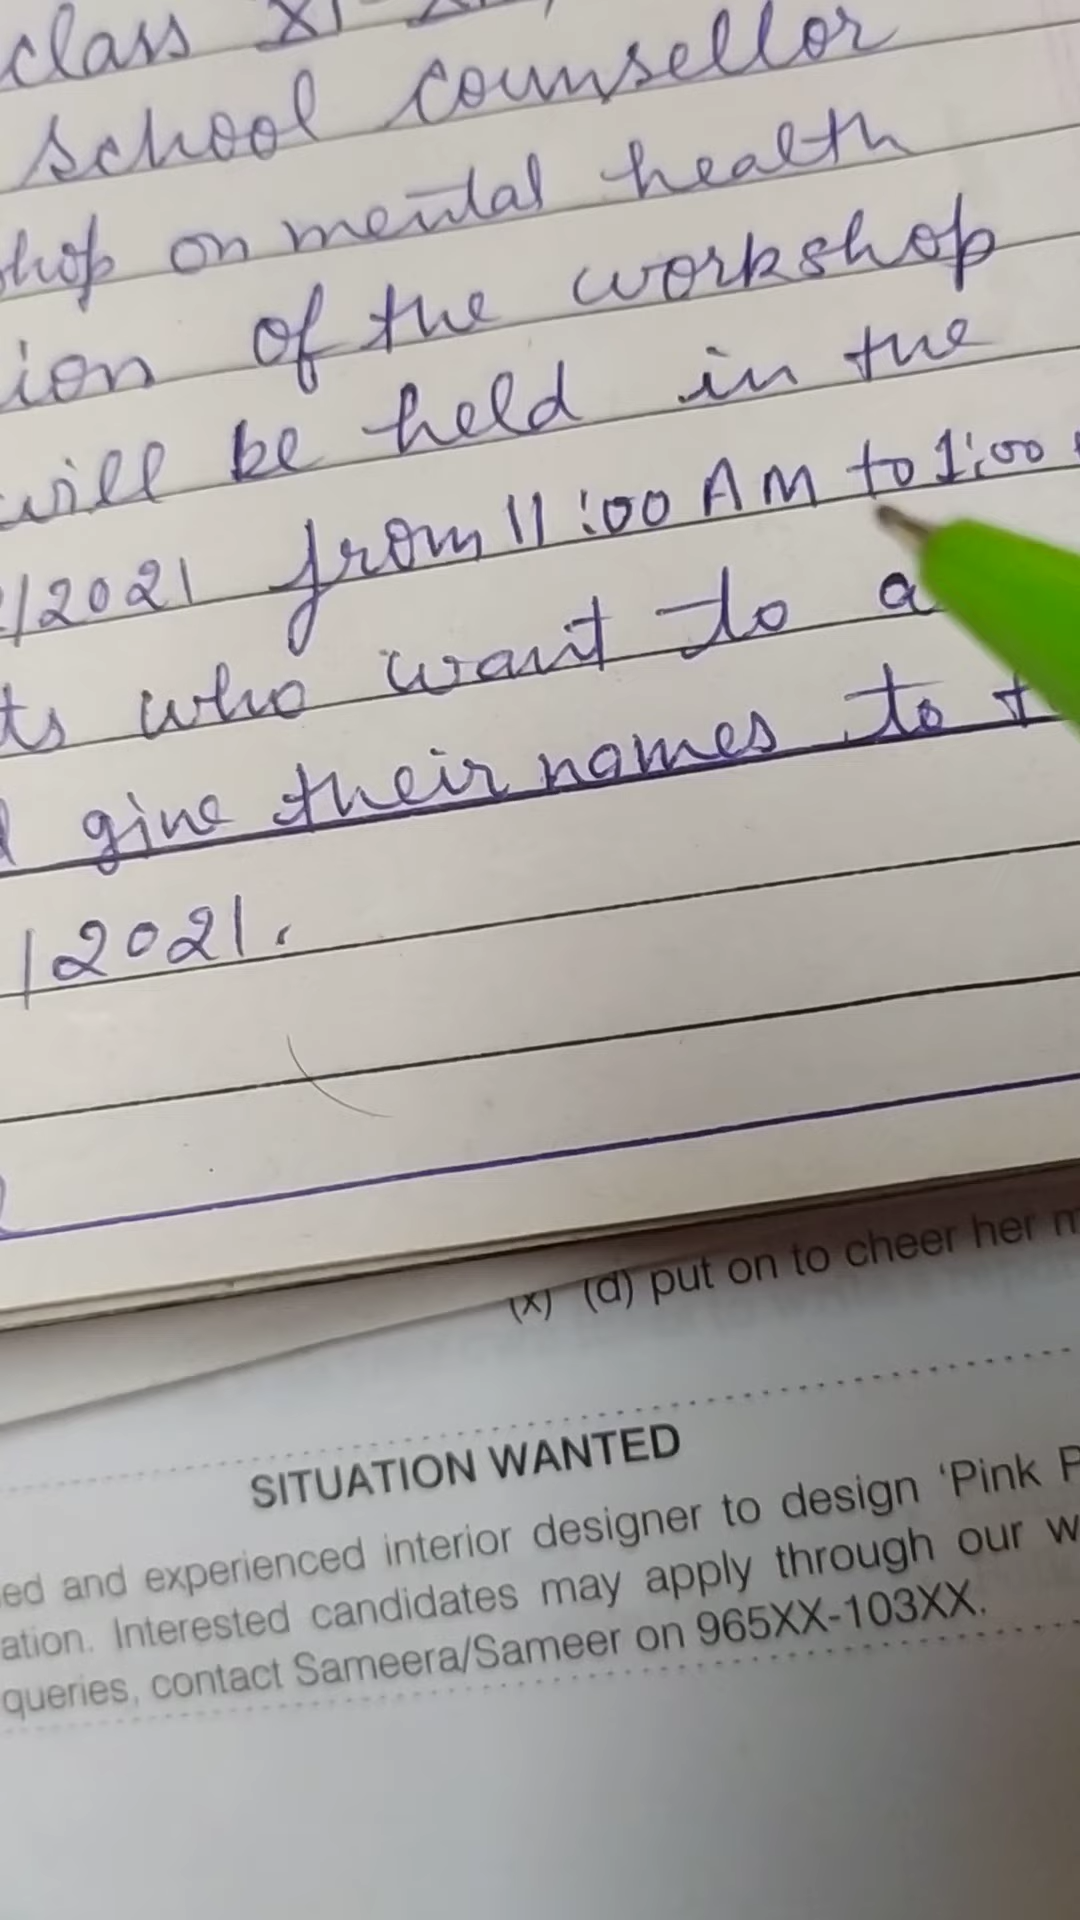 class XI
school counsellor
hop on mental health
ion of the workshop
will be held in the
/2021 from 11:00 AM to 1:00
ts who want to a
give their names to t
/2021.
(x) (d) put on to cheer her m
SITUATION WANTED
ed and experienced interior designer to design 'Pink P
ation. Interested candidates may apply through our w
queries, contact Sameera/Sameer on 965XX-103XX.